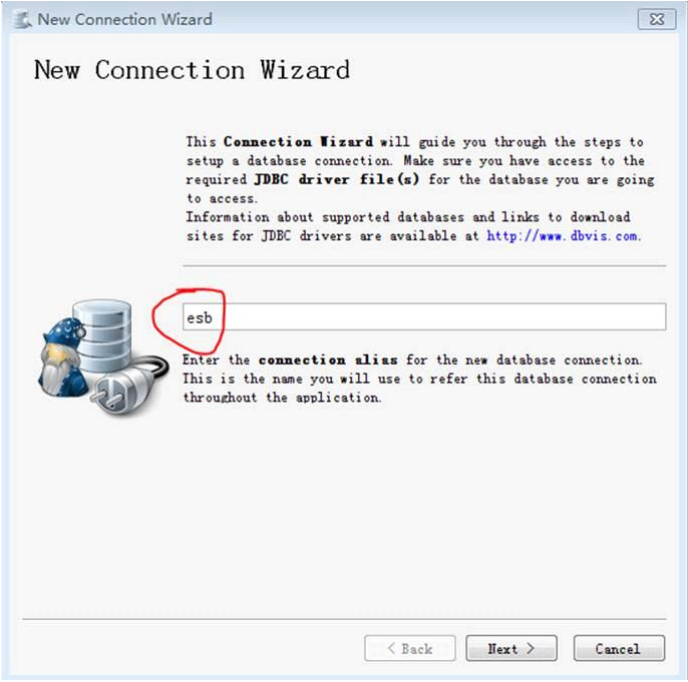 New Connection Wizard
New Connection Wizard
This Connection Wizard will guide you through the steps to
setup a database connection. Make sure you have access to the
required JDBC driver file(s) for the database you are going
to access.
Information about supported databases and links to download
sites for JDBC drivers are available at http://www.dbvis.com.
esb
Enter the connection alias for the new database connection.
This is the name you will use to refer this database connection
throughout the application.
< Back
Next >
Cancel